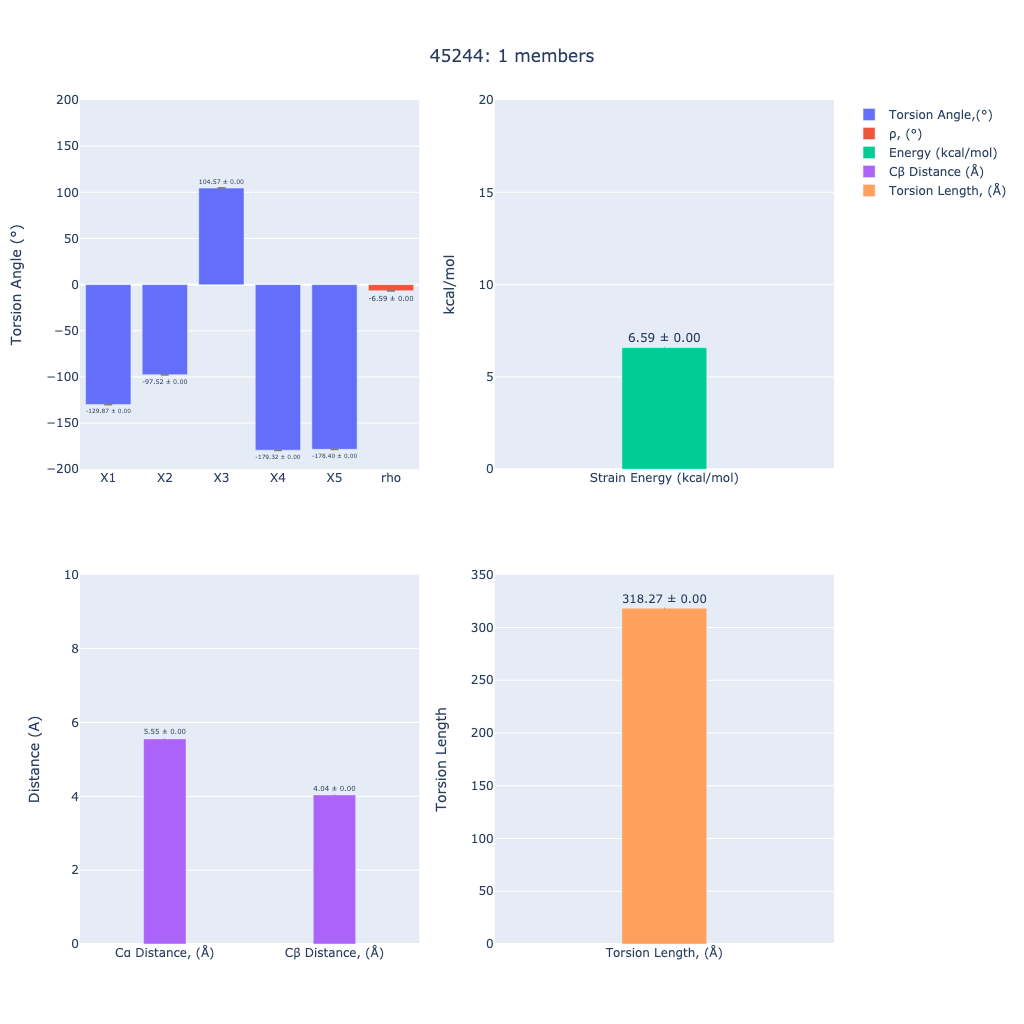 45244: 1 members
200
150
100
50
0
−50
−100
−150
−200
Torsion Angle (°)
104.57 ± 0.00
-6.59 ± 0.00
-97.52 ± 0.00
-129.87 ± 0.00
-179.32 ± 0.00
-178.40 ± 0.00
X1 X2 X3 X4 X5 rho
20
15
10
5
0
kcal/mol
6.59 ± 0.00
Strain Energy (kcal/mol)
Torsion Angle,(°)
ρ, (°)
Energy (kcal/mol)
Cβ Distance (Å)
Torsion Length, (Å)
10
8
6
4
2
0
Distance (A)
5.55 ± 0.00
4.04 ± 0.00
Cα Distance, (Å) Cβ Distance, (Å)
350
300
250
200
150
100
50
0
Torsion Length
318.27 ± 0.00
Torsion Length, (Å)